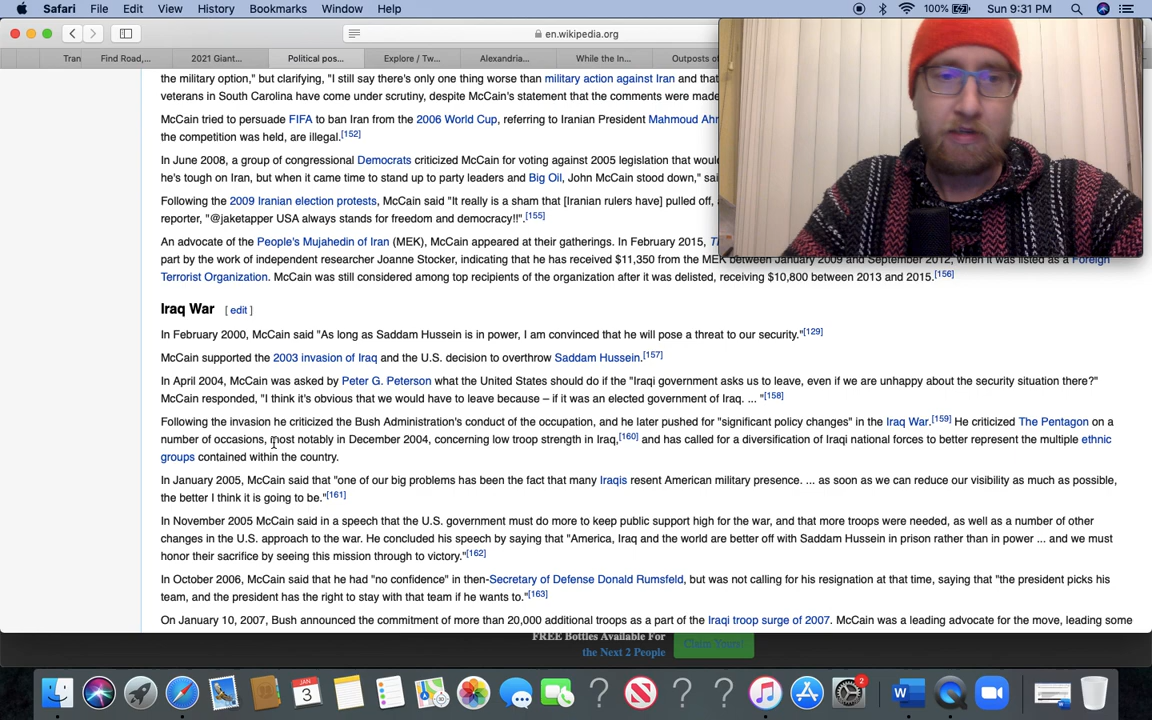 Safari File Edit View History Bookmarks Window Help 100% Sun 9:31 PM
en.wikipedia.org
Tran Find Road,... 2021 Giant... Political pos... Explore / Tw... Alexandria... While the In... Outposts of
the military option," but clarifying, "I still say there's only one thing worse than military action against Iran and that
veterans in South Carolina have come under scrutiny, despite McCain's statement that the comments were made
McCain tried to persuade FIFA to ban Iran from the 2006 World Cup, referring to Iranian President Mahmoud Ahm
the competition was held, are illegal.[152]
In June 2008, a group of congressional Democrats criticized McCain for voting against 2005 legislation that woul
he's tough on Iran, but when it came time to stand up to party leaders and Big Oil, John McCain stood down," sai
Following the 2009 Iranian election protests, McCain said "It really is a sham that [Iranian rulers have] pulled off,
reporter, "@jaketapper USA always stands for freedom and democracy!!".[155]
An advocate of the People's Mujahedin of Iran (MEK), McCain appeared at their gatherings. In February 2015,
part by the work of independent researcher Joanne Stocker, indicating that he has received $11,350 from the MEK between January 2009 and September 2012, when it was listed as a Foreign
Terrorist Organization. McCain was still considered among top recipients of the organization after it was delisted, receiving $10,800 between 2013 and 2015.[156]
Iraq War [ edit ]
In February 2000, McCain said "As long as Saddam Hussein is in power, I am convinced that he will pose a threat to our security."[129]
McCain supported the 2003 invasion of Iraq and the U.S. decision to overthrow Saddam Hussein.[157]
In April 2004, McCain was asked by Peter G. Peterson what the United States should do if the "Iraqi government asks us to leave, even if we are unhappy about the security situation there?"
McCain responded, "I think it's obvious that we would have to leave because – if it was an elected government of Iraq. ... "[158]
Following the invasion he criticized the Bush Administration's conduct of the occupation, and he later pushed for "significant policy changes" in the Iraq War.[159] He criticized The Pentagon on a
number of occasions, most notably in December 2004, concerning low troop strength in Iraq,[160] and has called for a diversification of Iraqi national forces to better represent the multiple ethnic
groups contained within the country.
In January 2005, McCain said that "one of our big problems has been the fact that many Iraqis resent American military presence. ... as soon as we can reduce our visibility as much as possible,
the better I think it is going to be."[161]
In November 2005 McCain said in a speech that the U.S. government must do more to keep public support high for the war, and that more troops were needed, as well as a number of other
changes in the U.S. approach to the war. He concluded his speech by saying that "America, Iraq and the world are better off with Saddam Hussein in prison rather than in power ... and we must
honor their sacrifice by seeing this mission through to victory."[162]
In October 2006, McCain said that he had "no confidence" in then-Secretary of Defense Donald Rumsfeld, but was not calling for his resignation at that time, saying that "the president picks his
team, and the president has the right to stay with that team if he wants to."[163]
On January 10, 2007, Bush announced the commitment of more than 20,000 additional troops as a part of the Iraqi troop surge of 2007. McCain was a leading advocate for the move, leading some
FREE Bottles Available For
the Next 2 People
Claim Yours!
JAN
3
2